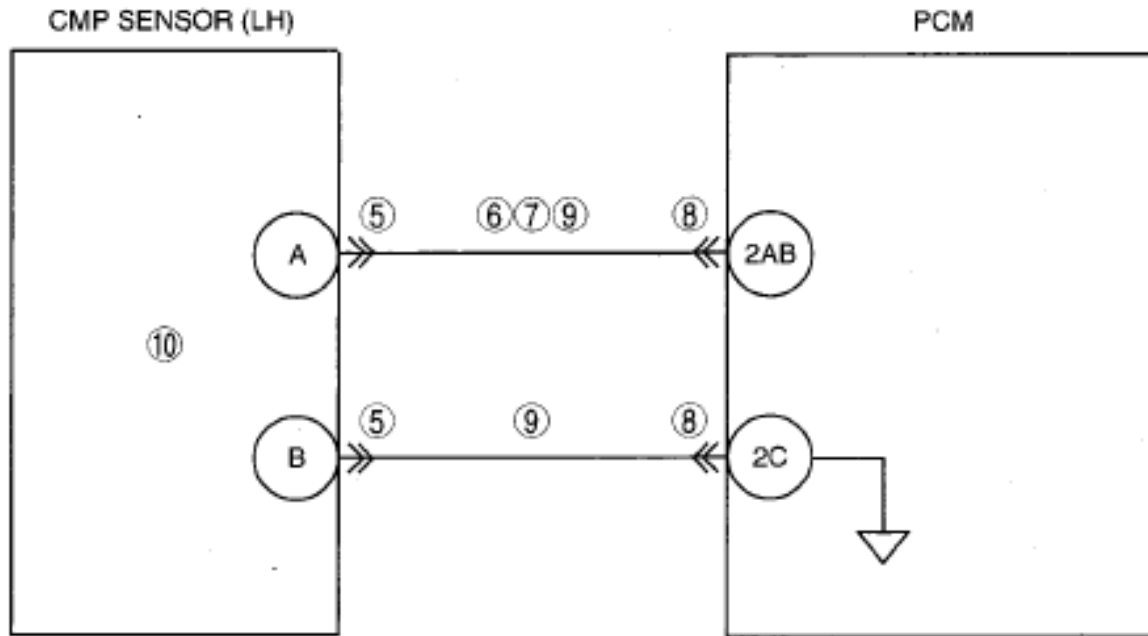 CMP SENSOR (LH) PCM
⑤ ⑥⑦⑨ ⑧
A 2AB
⑩
⑤ ⑨ ⑧
B 2C